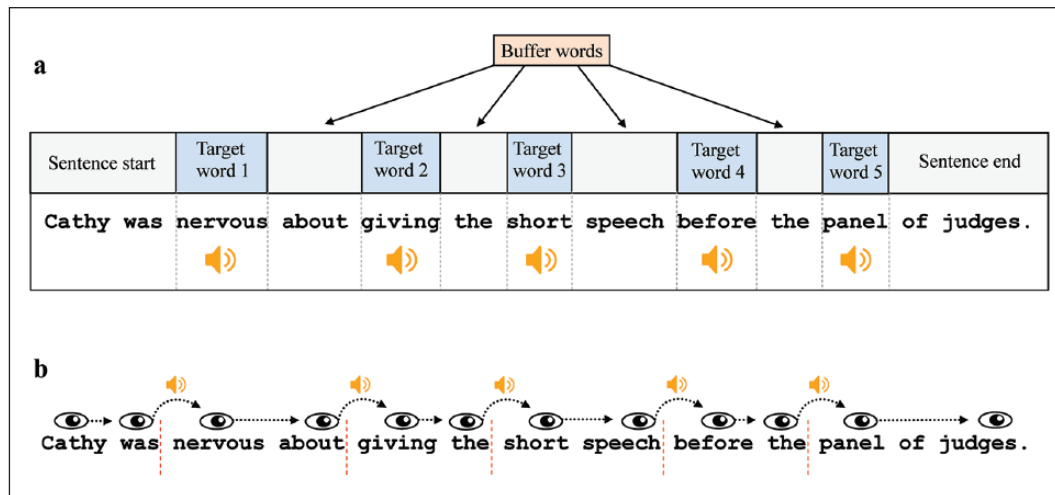 a
Buffer words
Sentence start
Target word 1
Target word 2
Target word 3
Target word 4
Target word 5
Sentence end
Cathy was nervous about giving the short speech before the panel of judges.
b
Cathy was nervous about giving the short speech before the panel of judges.